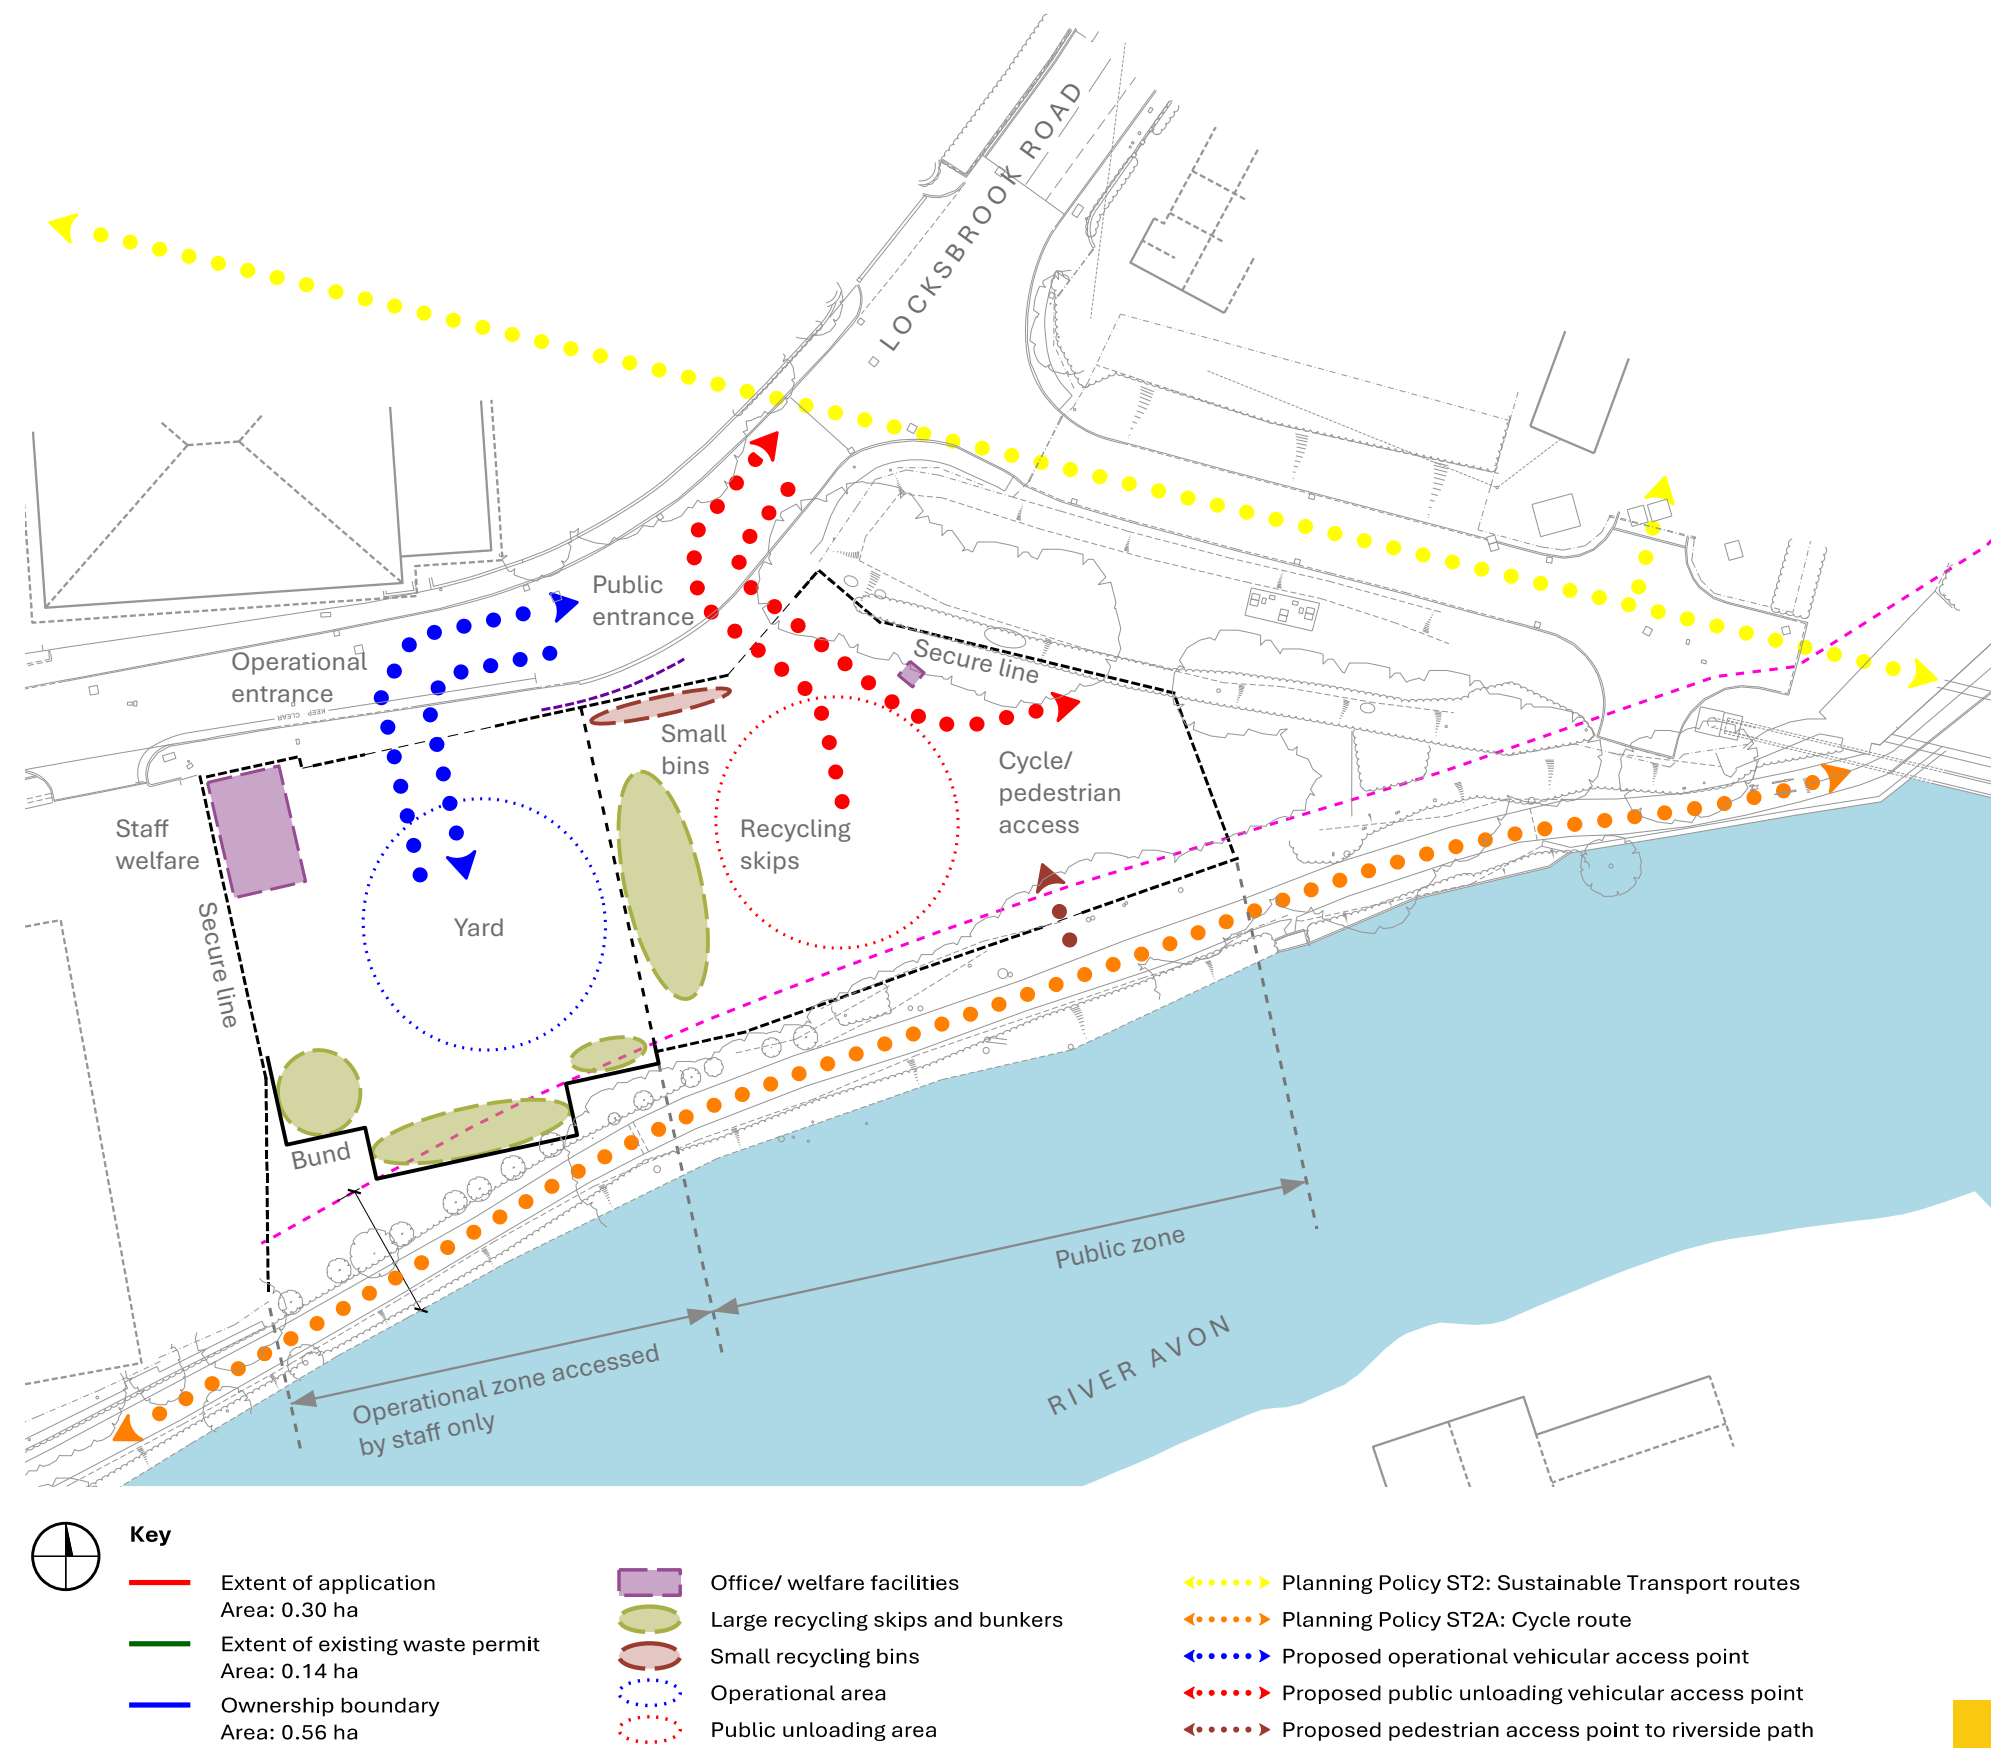 LOCKSBROOK ROAD
Public
entrance
Operational
entrance
KEEP CLEAR
Secure line
Small
bins
Cycle/
pedestrian
access
Staff
welfare
Recycling
skips
Yard
Secure line
Bund
Public zone
Operational zone accessed
by staff only
RIVER AVON
Key
Extent of application
Area: 0.30 ha
Extent of existing waste permit
Area: 0.14 ha
Ownership boundary
Area: 0.56 ha
Office/ welfare facilities
Large recycling skips and bunkers
Small recycling bins
Operational area
Public unloading area
Planning Policy ST2: Sustainable Transport routes
Planning Policy ST2A: Cycle route
Proposed operational vehicular access point
Proposed public unloading vehicular access point
Proposed pedestrian access point to riverside path